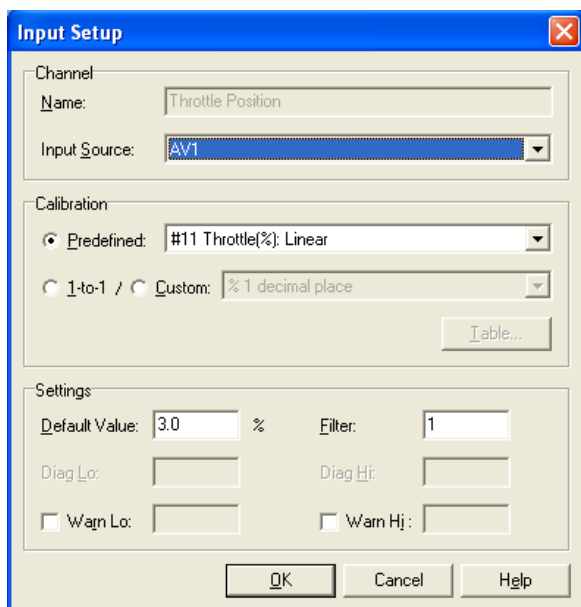 Input Setup
Channel
Name: Throttle Position
Input Source: AV1
Calibration
Predefined: #11 Throttle(%): Linear
1-to-1 / Custom: % 1 decimal place
Table...
Settings
Default Value: 3.0 % Filter: 1
Diag Lo: Diag Hi:
Warn Lo: Warn Hi :
OK Cancel Help